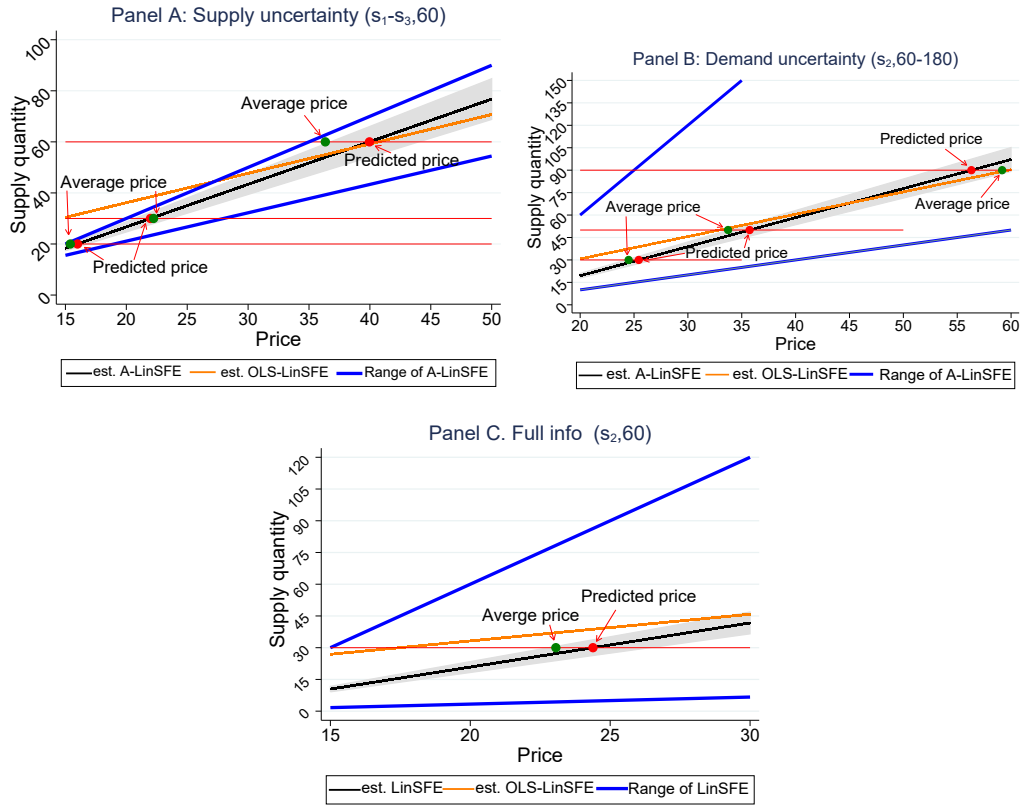 Panel A: Supply uncertainty (s₁-s₃,60)
Supply quantity
100
80
60
40
20
0
Average price
Predicted price
Average price
Predicted price
15 20 25 30 35 40 45 50
Price
est. A-LinSFE est. OLS-LinSFE Range of A-LinSFE
Panel B: Demand uncertainty (s₂,60-180)
Supply quantity
150
135
120
105
90
75
60
45
30
15
0
Predicted price
Average price
Average price
Predicted price
20 25 30 35 40 45 50 55 60
Price
est. A-LinSFE est. OLS-LinSFE Range of A-LinSFE
Panel C. Full info (s₂,60)
Supply quantity
120
105
90
75
60
45
30
15
0
Predicted price
Averge price
15 20 25 30
Price
est. LinSFE est. OLS-LinSFE Range of LinSFE